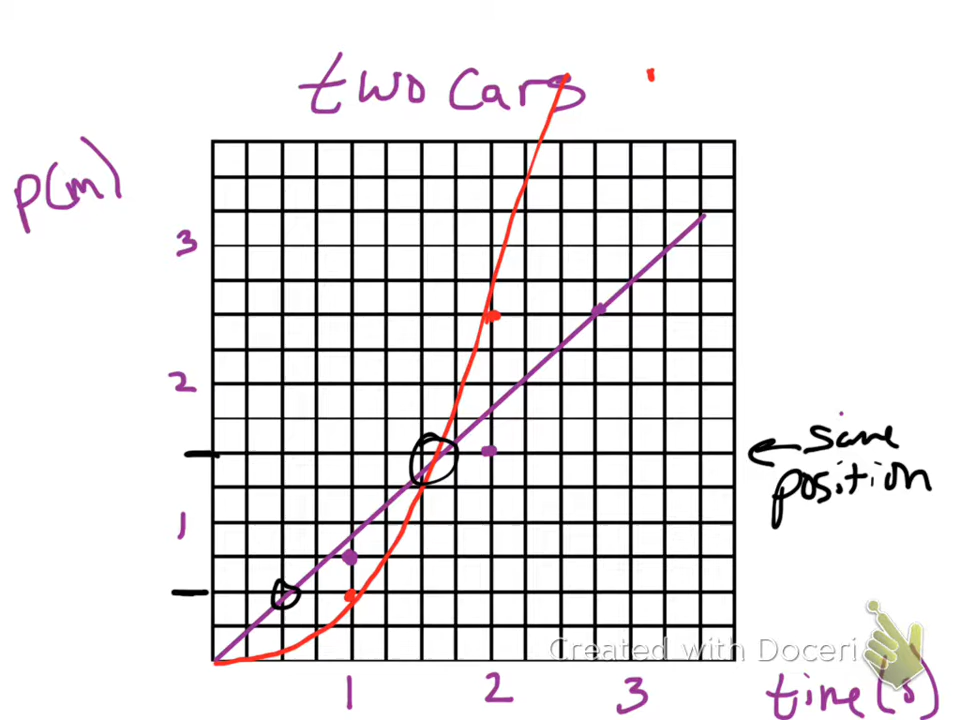 two cars
p(m)
3
2
same
position
1
Created with Doceri
1 2 3 time(s)